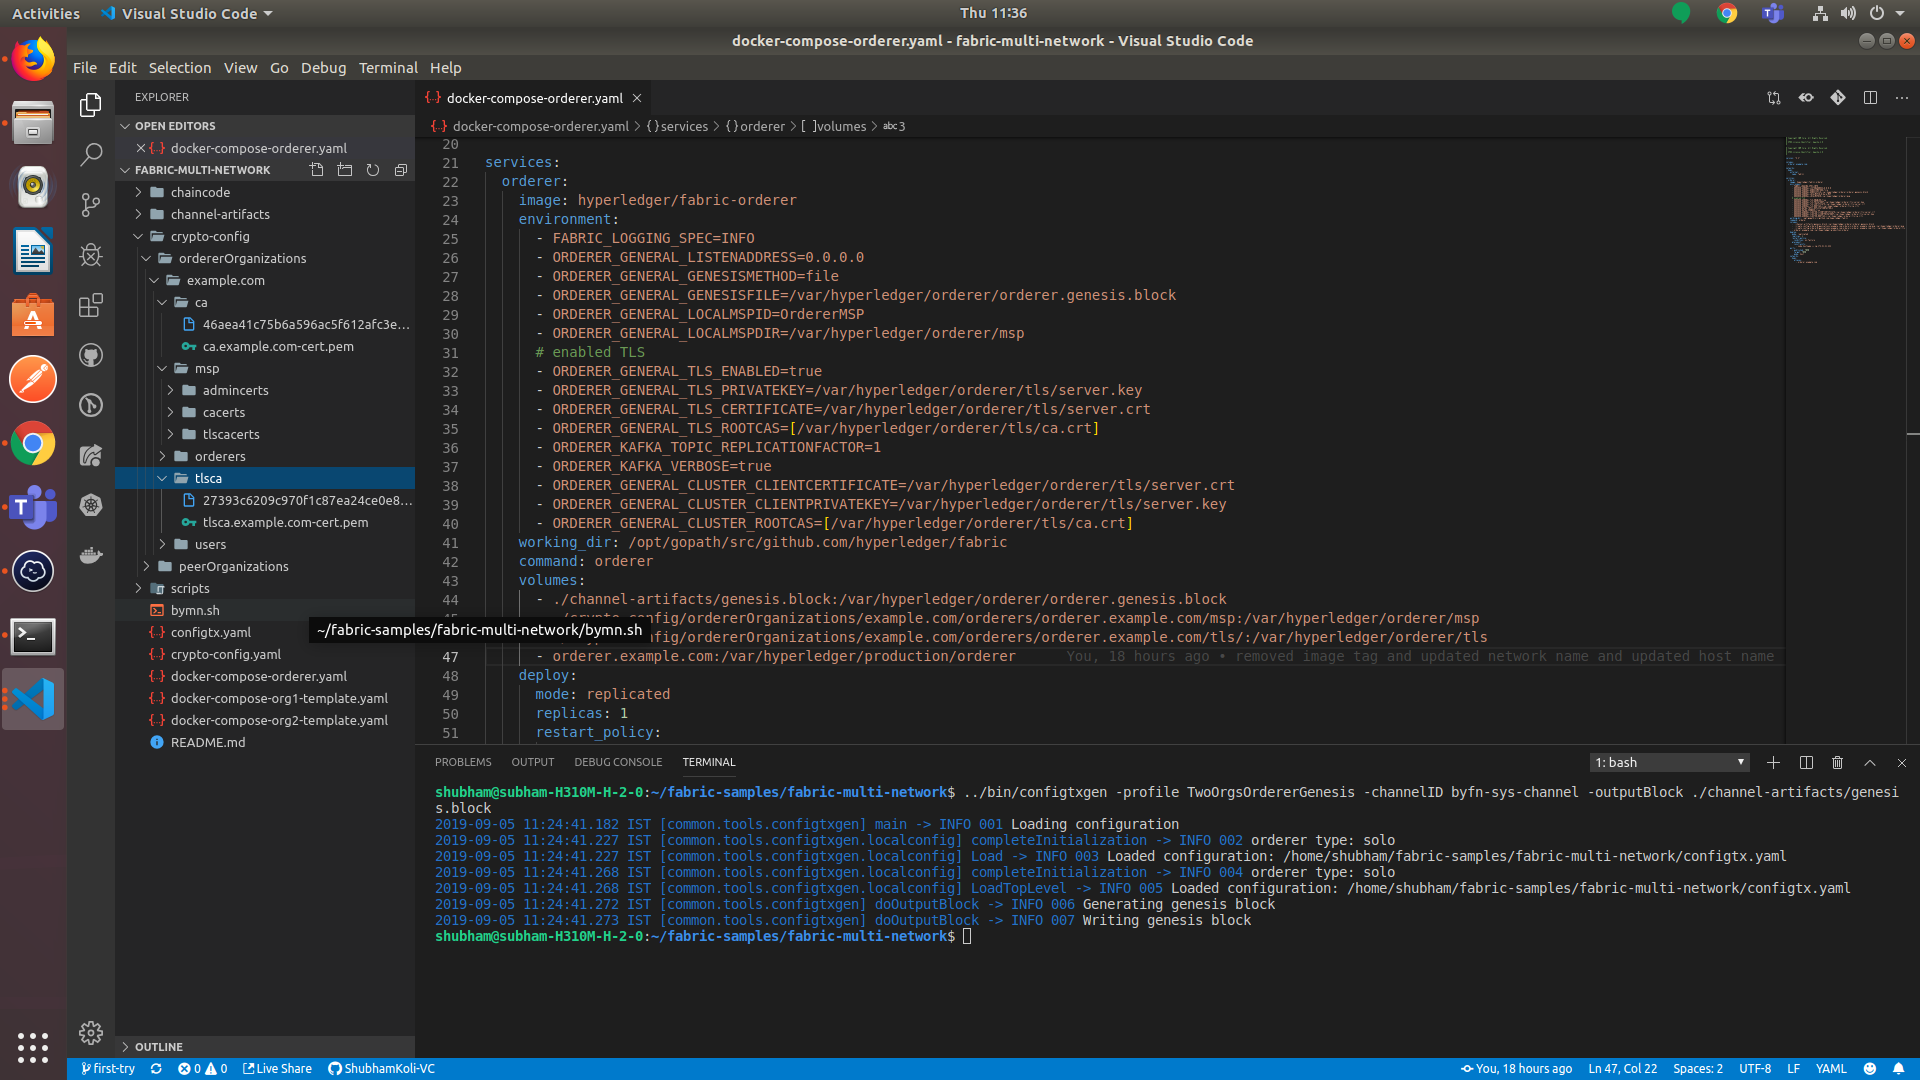 Activities
Visual Studio Code
Thu 11:36
docker-compose-orderer.yaml - fabric-multi-network - Visual Studio Code
File Edit Selection View Go Debug Terminal Help
EXPLORER
OPEN EDITORS
docker-compose-orderer.yaml
FABRIC-MULTI-NETWORK
chaincode
channel-artifacts
crypto-config
ordererOrganizations
example.com
ca
46aea41c75b6a596ac5f612afc3e...
ca.example.com-cert.pem
msp
admincerts
cacerts
tlscacerts
orderers
tlsca
27393c6209c970f1c87ea24ce0e8...
tlsca.example.com-cert.pem
users
peerOrganizations
scripts
bymn.sh
configtx.yaml
crypto-config.yaml
docker-compose-orderer.yaml
docker-compose-org1-template.yaml
docker-compose-org2-template.yaml
README.md
OUTLINE
~/fabric-samples/fabric-multi-network/bymn.sh
docker-compose-orderer.yaml
docker-compose-orderer.yaml > {}services > {}orderer > [ ]volumes > abc 3
20
21 services:
22 orderer:
23 image: hyperledger/fabric-orderer
24 environment:
25 - FABRIC_LOGGING_SPEC=INFO
26 - ORDERER_GENERAL_LISTENADDRESS=0.0.0.0
27 - ORDERER_GENERAL_GENESISMETHOD=file
28 - ORDERER_GENERAL_GENESISFILE=/var/hyperledger/orderer/orderer.genesis.block
29 - ORDERER_GENERAL_LOCALMSPID=OrdererMSP
30 - ORDERER_GENERAL_LOCALMSPDIR=/var/hyperledger/orderer/msp
31 # enabled TLS
32 - ORDERER_GENERAL_TLS_ENABLED=true
33 - ORDERER_GENERAL_TLS_PRIVATEKEY=/var/hyperledger/orderer/tls/server.key
34 - ORDERER_GENERAL_TLS_CERTIFICATE=/var/hyperledger/orderer/tls/server.crt
35 - ORDERER_GENERAL_TLS_ROOTCAS=[/var/hyperledger/orderer/tls/ca.crt]
36 - ORDERER_KAFKA_TOPIC_REPLICATIONFACTOR=1
37 - ORDERER_KAFKA_VERBOSE=true
38 - ORDERER_GENERAL_CLUSTER_CLIENTCERTIFICATE=/var/hyperledger/orderer/tls/server.crt
39 - ORDERER_GENERAL_CLUSTER_CLIENTPRIVATEKEY=/var/hyperledger/orderer/tls/server.key
40 - ORDERER_GENERAL_CLUSTER_ROOTCAS=[/var/hyperledger/orderer/tls/ca.crt]
41 working_dir: /opt/gopath/src/github.com/hyperledger/fabric
42 command: orderer
43 volumes:
44 - ./channel-artifacts/genesis.block:/var/hyperledger/orderer/orderer.genesis.block
fig/ordererOrganizations/example.com/orderers/orderer.example.com/msp:/var/hyperledger/orderer/msp
fig/ordererOrganizations/example.com/orderers/orderer.example.com/tls/:/var/hyperledger/orderer/tls
47 - orderer.example.com:/var/hyperledger/production/orderer You, 18 hours ago • removed image tag and updated network name and updated host name
48 deploy:
49 mode: replicated
50 replicas: 1
51 restart_policy:
PROBLEMS OUTPUT DEBUG CONSOLE TERMINAL
1: bash
shubham@subham-H310M-H-2-0:~/fabric-samples/fabric-multi-network$ ../bin/configtxgen -profile TwoOrgsOrdererGenesis -channelID byfn-sys-channel -outputBlock ./channel-artifacts/genesi
s.block
2019-09-05 11:24:41.182 IST [common.tools.configtxgen] main -> INFO 001 Loading configuration
2019-09-05 11:24:41.227 IST [common.tools.configtxgen.localconfig] completeInitialization -> INFO 002 orderer type: solo
2019-09-05 11:24:41.227 IST [common.tools.configtxgen.localconfig] Load -> INFO 003 Loaded configuration: /home/shubham/fabric-samples/fabric-multi-network/configtx.yaml
2019-09-05 11:24:41.268 IST [common.tools.configtxgen.localconfig] completeInitialization -> INFO 004 orderer type: solo
2019-09-05 11:24:41.268 IST [common.tools.configtxgen.localconfig] LoadTopLevel -> INFO 005 Loaded configuration: /home/shubham/fabric-samples/fabric-multi-network/configtx.yaml
2019-09-05 11:24:41.272 IST [common.tools.configtxgen] doOutputBlock -> INFO 006 Generating genesis block
2019-09-05 11:24:41.273 IST [common.tools.configtxgen] doOutputBlock -> INFO 007 Writing genesis block
shubham@subham-H310M-H-2-0:~/fabric-samples/fabric-multi-network$
first-try 0 0 Live Share ShubhamKoli-VC You, 18 hours ago Ln 47, Col 22 Spaces: 2 UTF-8 LF YAML